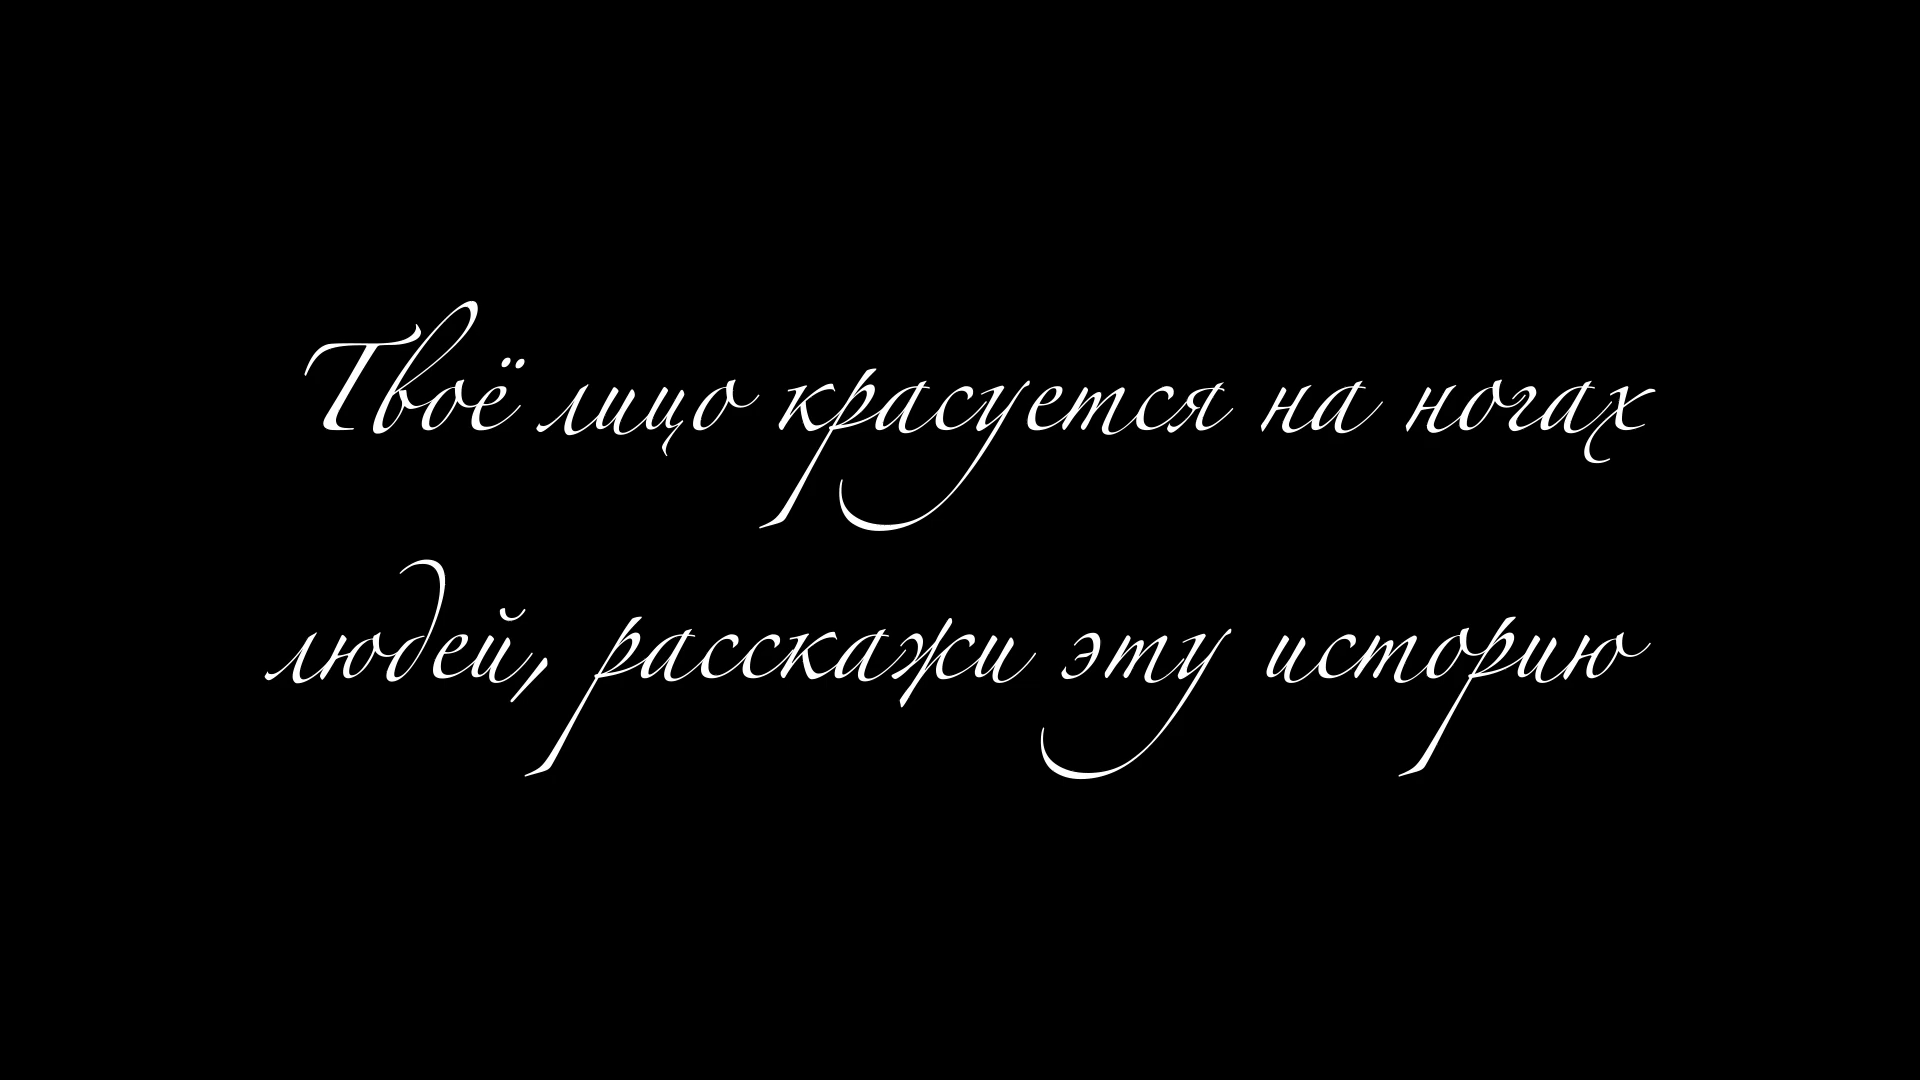 Твоё лицо красуется на ногах
людей, расскажи эту историю